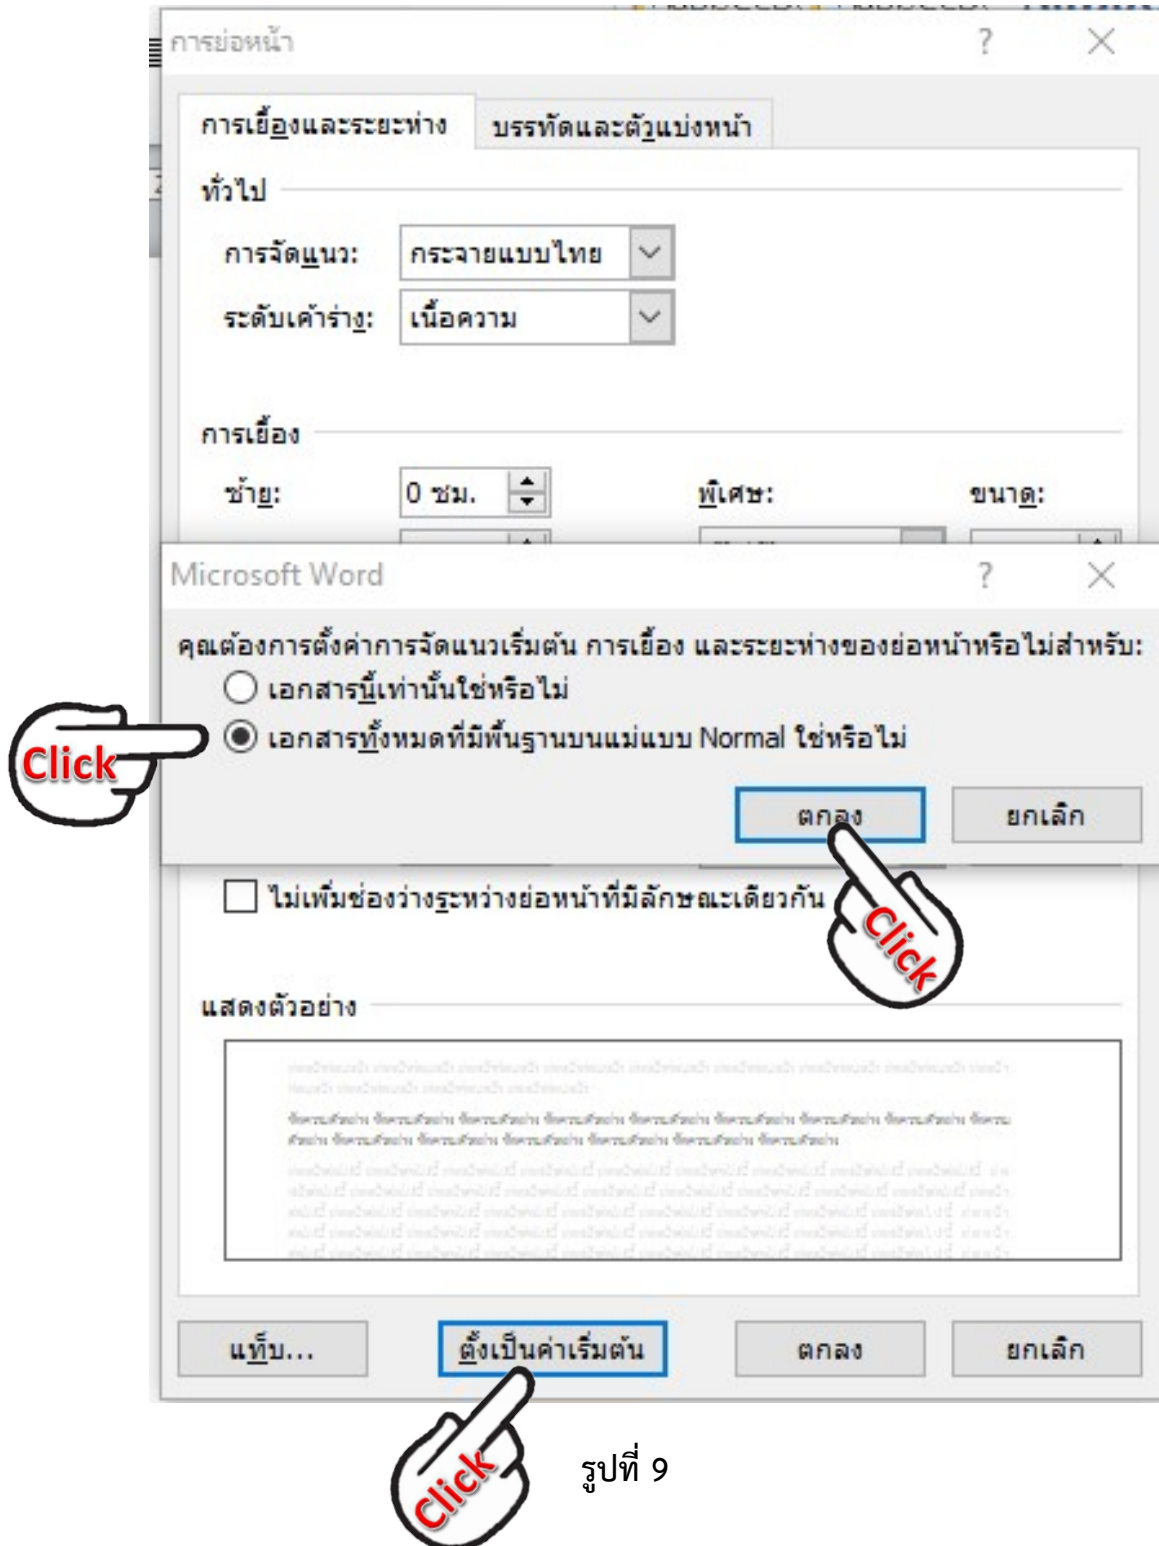 การย่อหน้า
การเยื้องและระยะห่าง บรรทัดและตัวแบ่งหน้า
ทั่วไป
การจัดแนว: กระจายแบบไทย
ระดับเค้าร่าง: เนื้อความ
การเยื้อง
ซ้าย: 0 ซม. พิเศษ: ขนาด:
Microsoft Word
คุณต้องการตั้งค่าการจัดแนวเริ่มต้น การเยื้อง และระยะห่างของย่อหน้าหรือไม่สำหรับ:
เอกสารนี้เท่านั้นใช่หรือไม่
Click เอกสารทั้งหมดที่มีพื้นฐานบนแม่แบบ Normal ใช่หรือไม่
ตกลง ยกเลิก
ไม่เพิ่มช่องว่างระหว่างย่อหน้าที่มีลักษณะเดียวกัน
Click
แสดงตัวอย่าง
แท็บ... ตั้งเป็นค่าเริ่มต้น ตกลง ยกเลิก
Click
รูปที่ 9